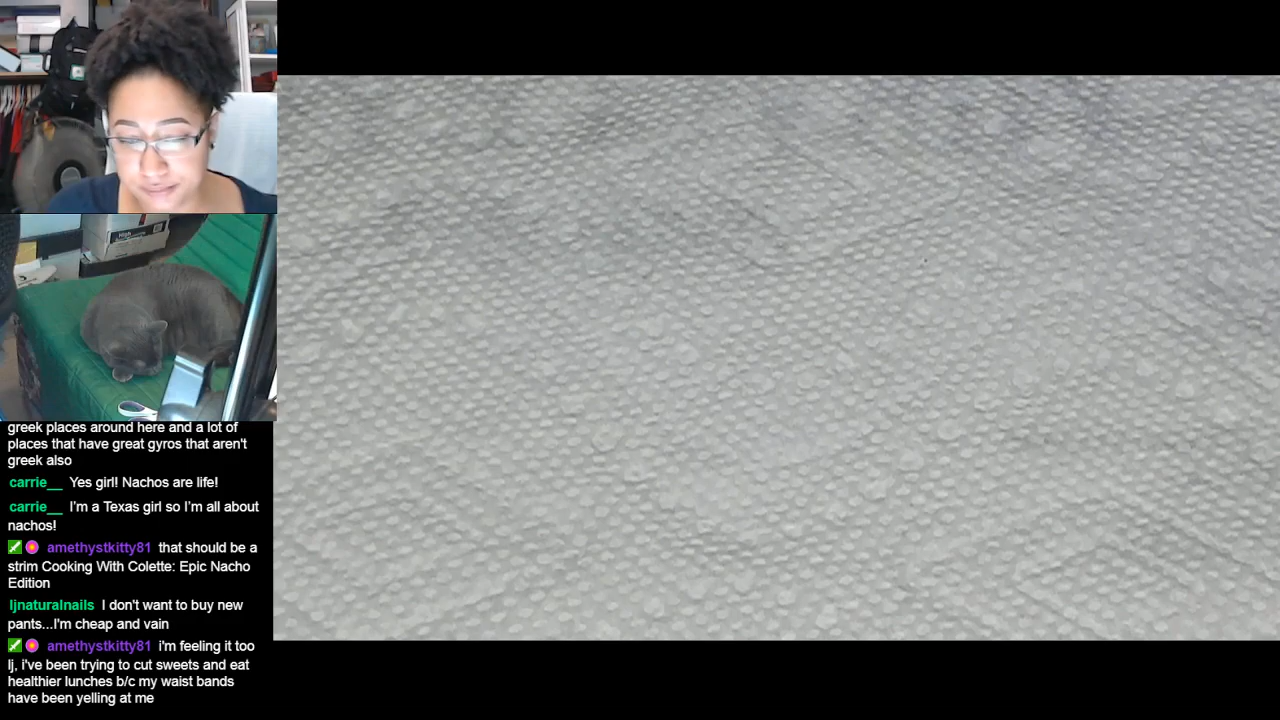 High
greek places around here and a lot of
places that have great gyros that aren't
greek also
carrie__ Yes girl! Nachos are life!
carrie__ I'm a Texas girl so I'm all about
nachos!
amethystkitty81 that should be a
strim Cooking With Colette: Epic Nacho
Edition
ljnaturalnails I don't want to buy new
pants...I'm cheap and vain
amethystkitty81 i'm feeling it too
lj, i've been trying to cut sweets and eat
healthier lunches b/c my waist bands
have been yelling at me